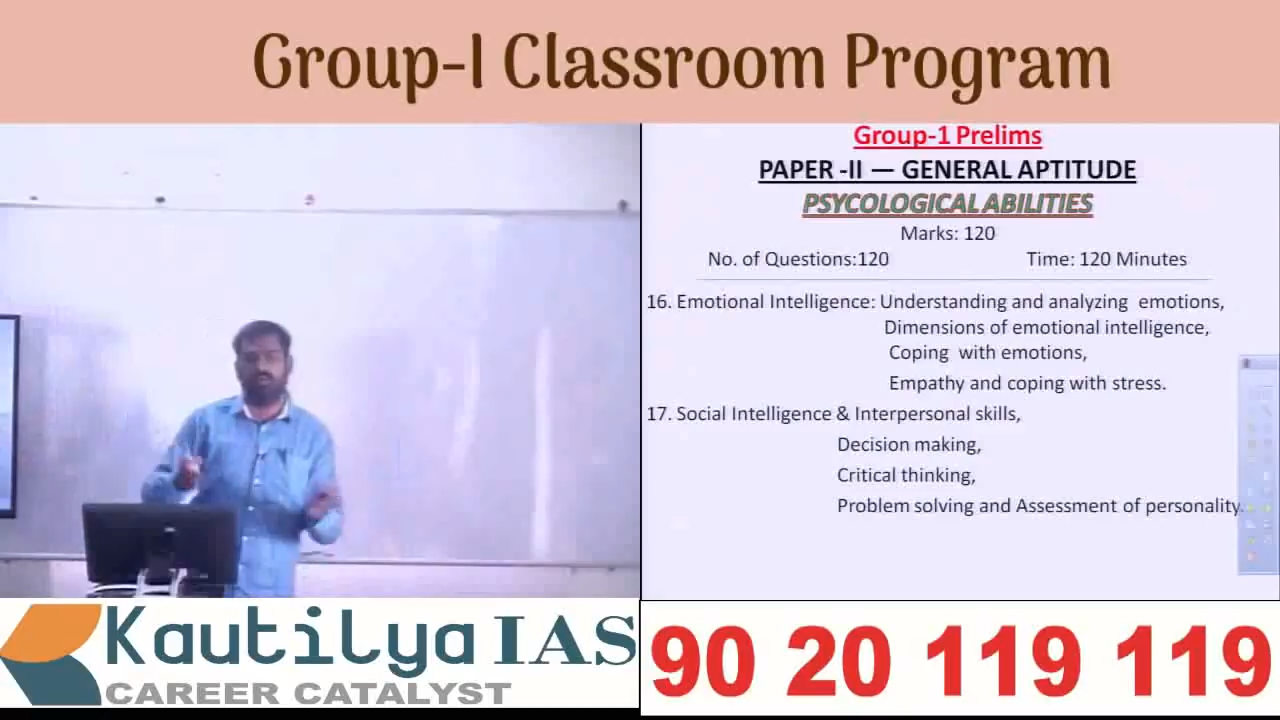 Group-I Classroom Program
Group-1 Prelims
PAPER -II — GENERAL APTITUDE
PSYCOLOGICAL ABILITIES
Marks: 120
No. of Questions:120 Time: 120 Minutes
16. Emotional Intelligence: Understanding and analyzing emotions,
Dimensions of emotional intelligence,
Coping with emotions,
Empathy and coping with stress.
17. Social Intelligence & Interpersonal skills,
Decision making,
Critical thinking,
Problem solving and Assessment of personality.
Kautilya IAS
CAREER CATALYST
90 20 119 119